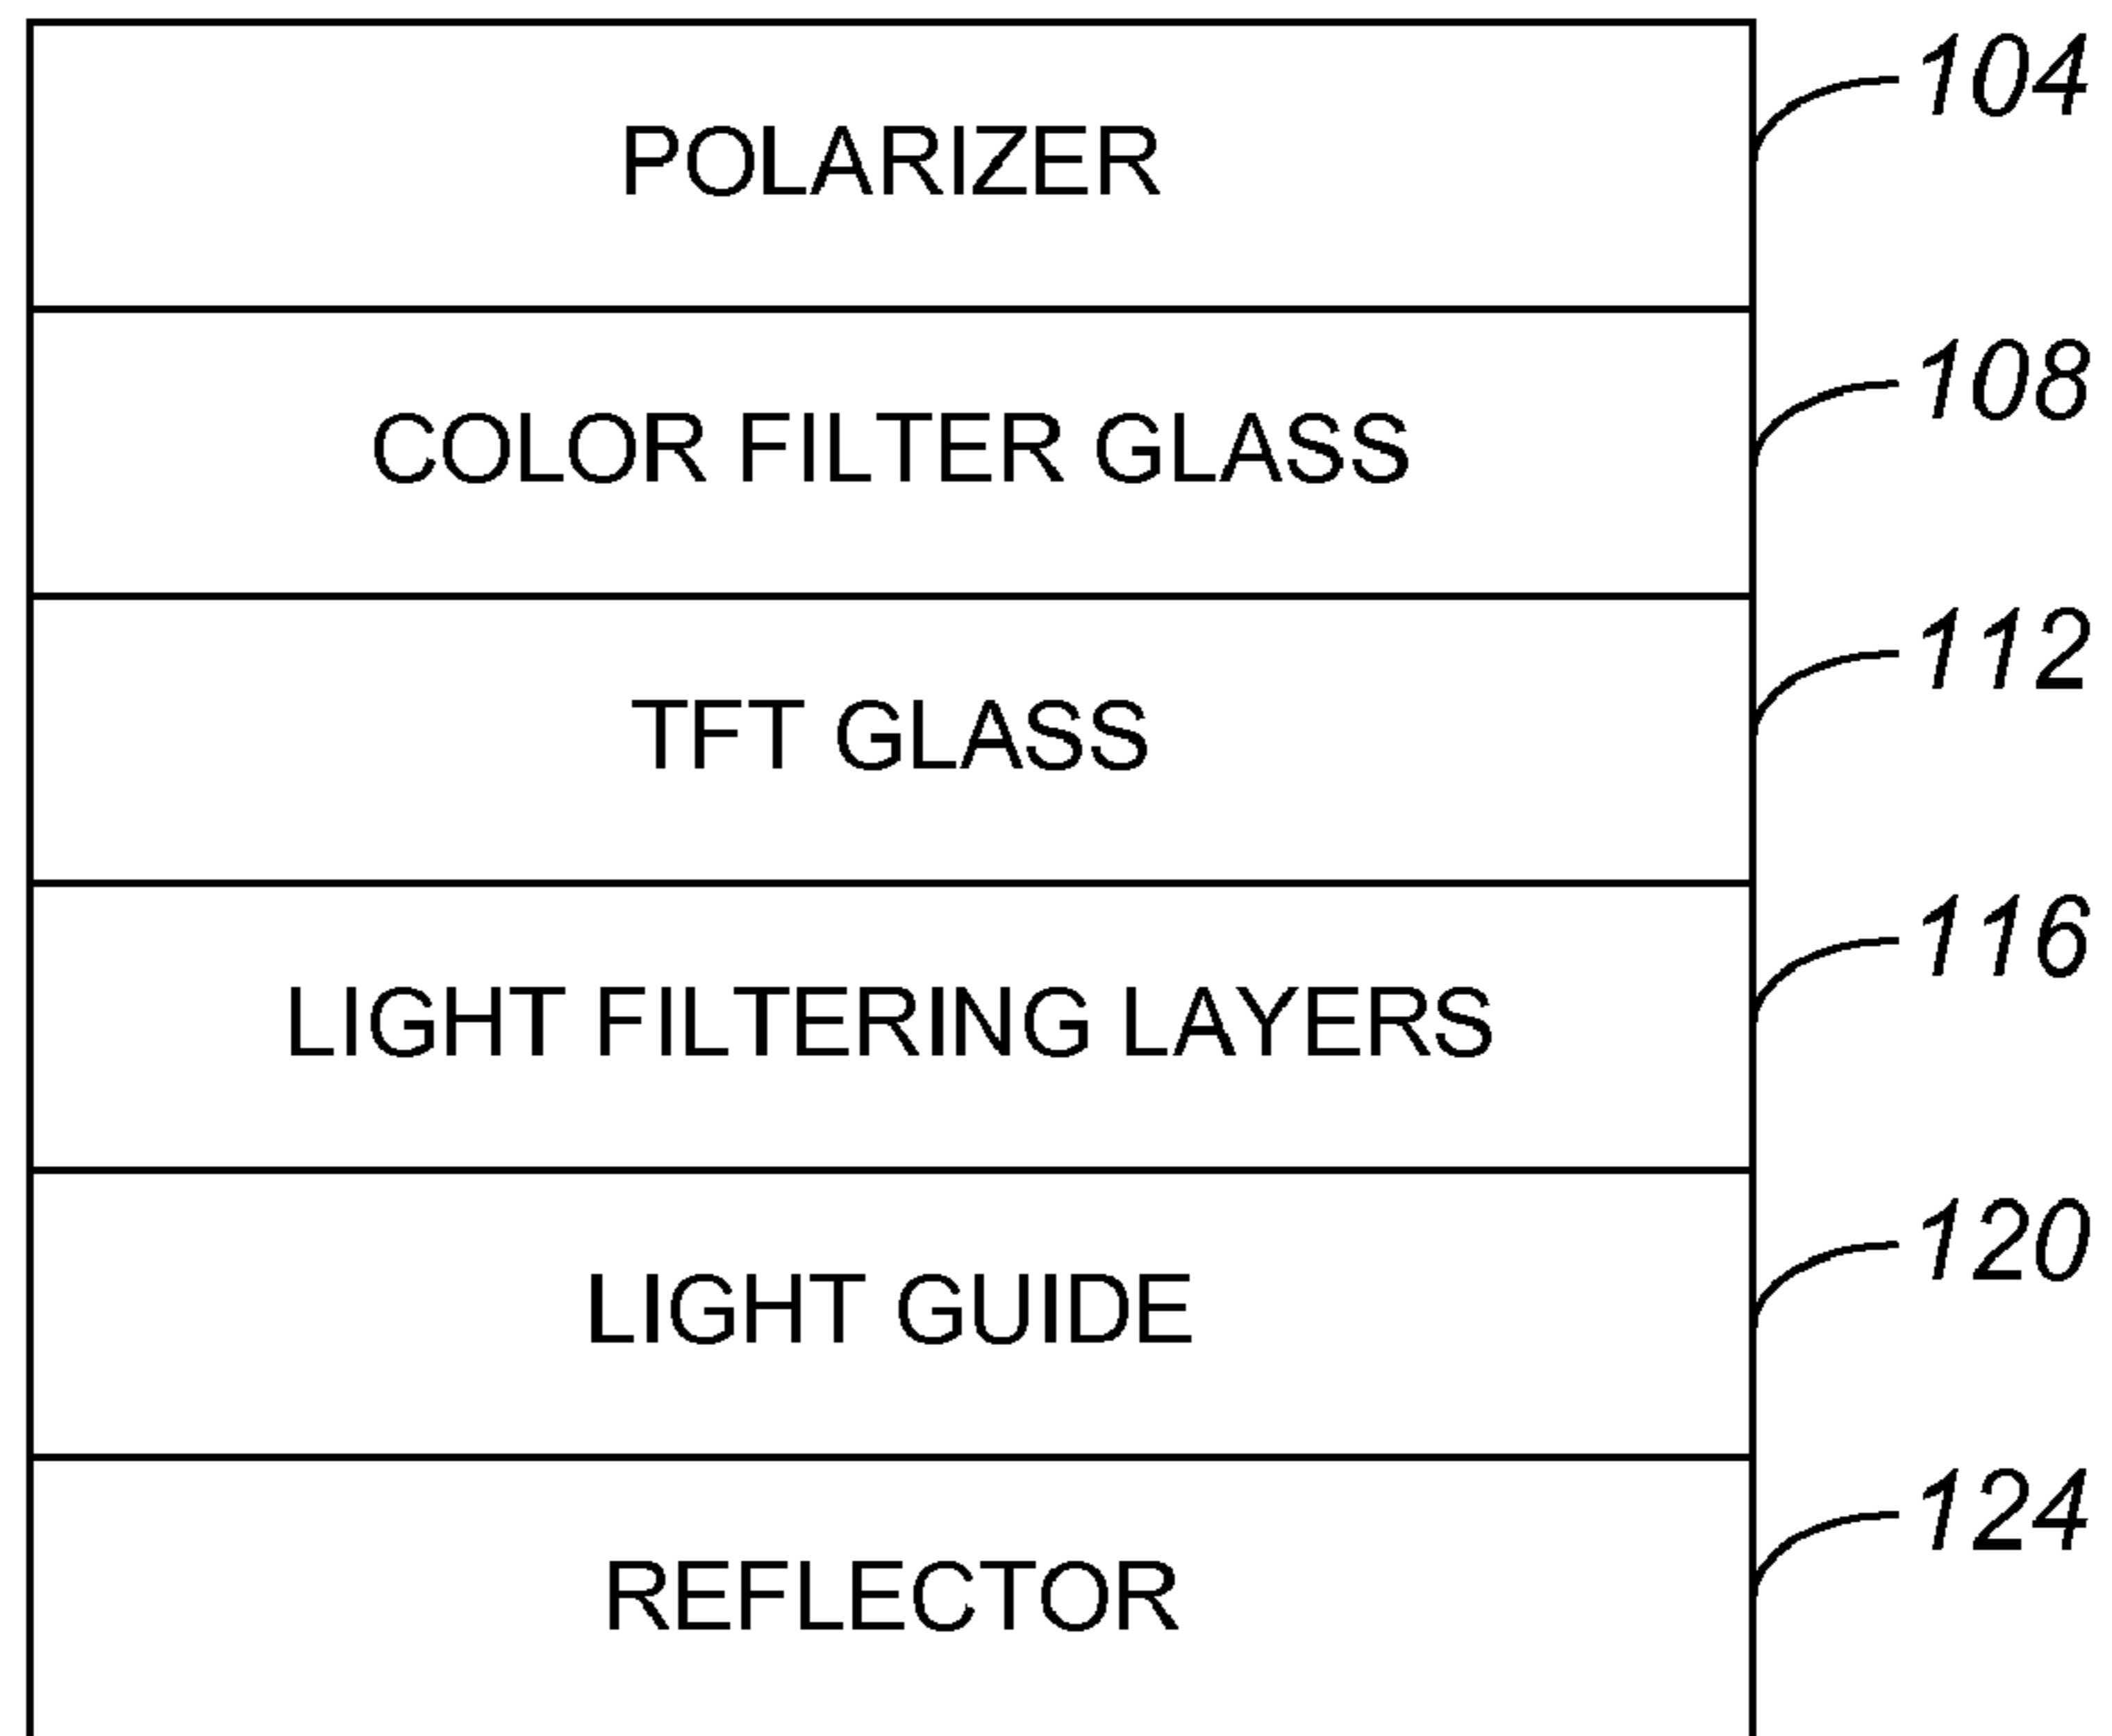 POLARIZER
104
COLOR FILTER GLASS
108
TFT GLASS
112
LIGHT FILTERING LAYERS
116
LIGHT GUIDE
120
REFLECTOR
124